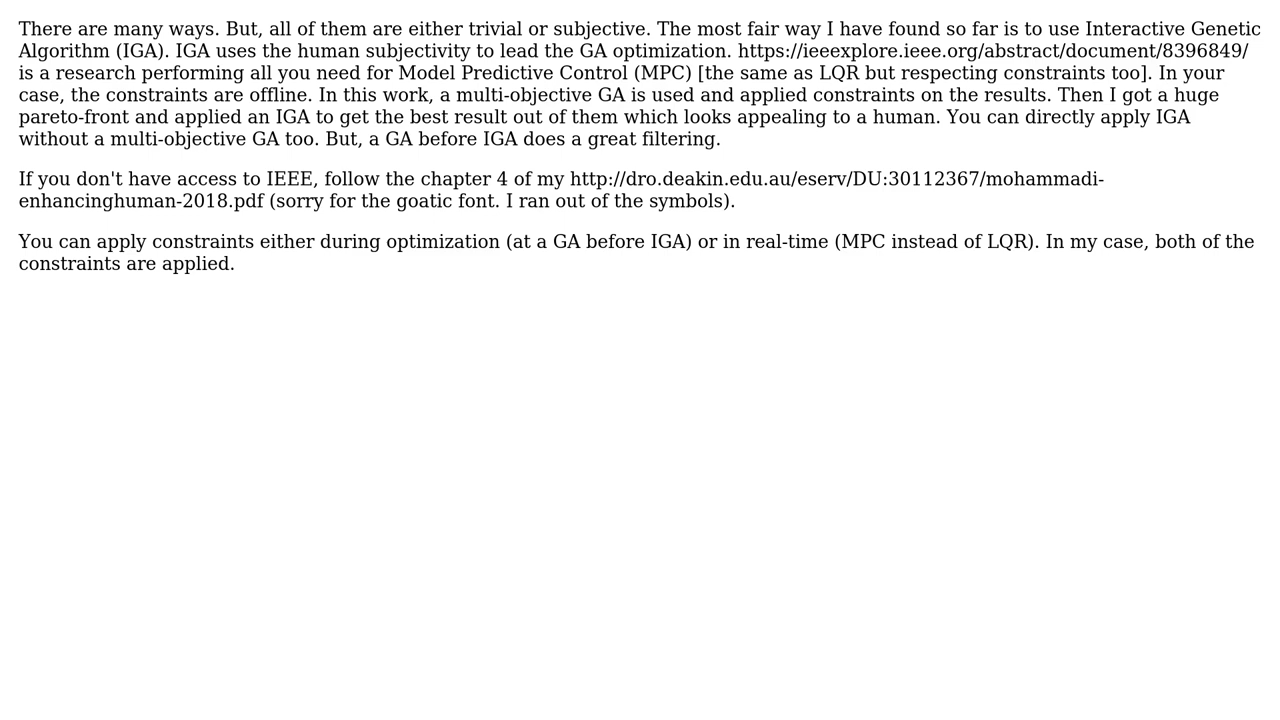 There are many ways. But, all of them are either trivial or subjective. The most fair way I have found so far is to use Interactive Genetic
Algorithm (IGA). IGA uses the human subjectivity to lead the GA optimization. https://ieeexplore.ieee.org/abstract/document/8396849/
is a research performing all you need for Model Predictive Control (MPC) [the same as LQR but respecting constraints too]. In your
case, the constraints are offline. In this work, a multi-objective GA is used and applied constraints on the results. Then I got a huge
pareto-front and applied an IGA to get the best result out of them which looks appealing to a human. You can directly apply IGA
without a multi-objective GA too. But, a GA before IGA does a great filtering.
If you don't have access to IEEE, follow the chapter 4 of my http://dro.deakin.edu.au/eserv/DU:30112367/mohammadi-
enhancinghuman-2018.pdf (sorry for the goatic font. I ran out of the symbols).
You can apply constraints either during optimization (at a GA before IGA) or in real-time (MPC instead of LQR). In my case, both of the
constraints are applied.